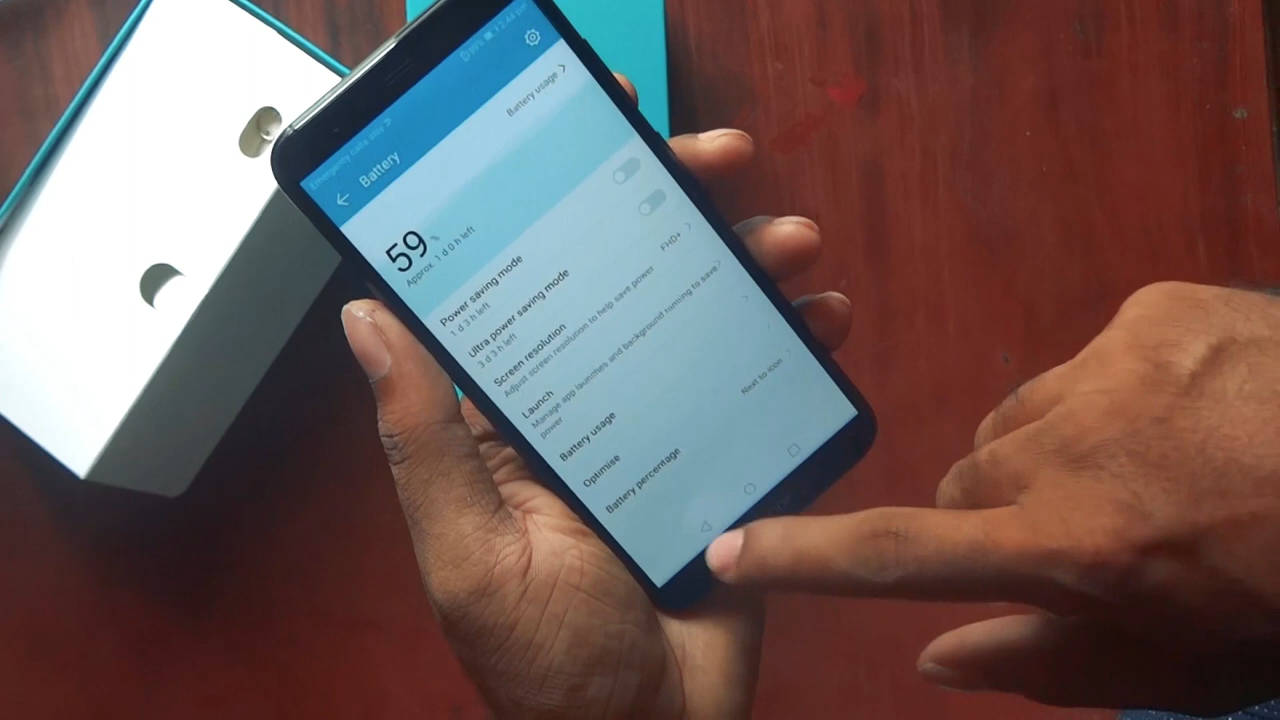 Emergency calls only
Battery
Battery usage
59 %
Approx. 1 d 0 h left
Power saving mode
1 d 3 h left
Ultra power saving mode
3 d 3 h left
Screen resolution
Adjust screen resolution to help save power
FHD+
Launch
Manage app launches and background running to save
power
Battery usage
Optimise
Battery percentage
Next to icon